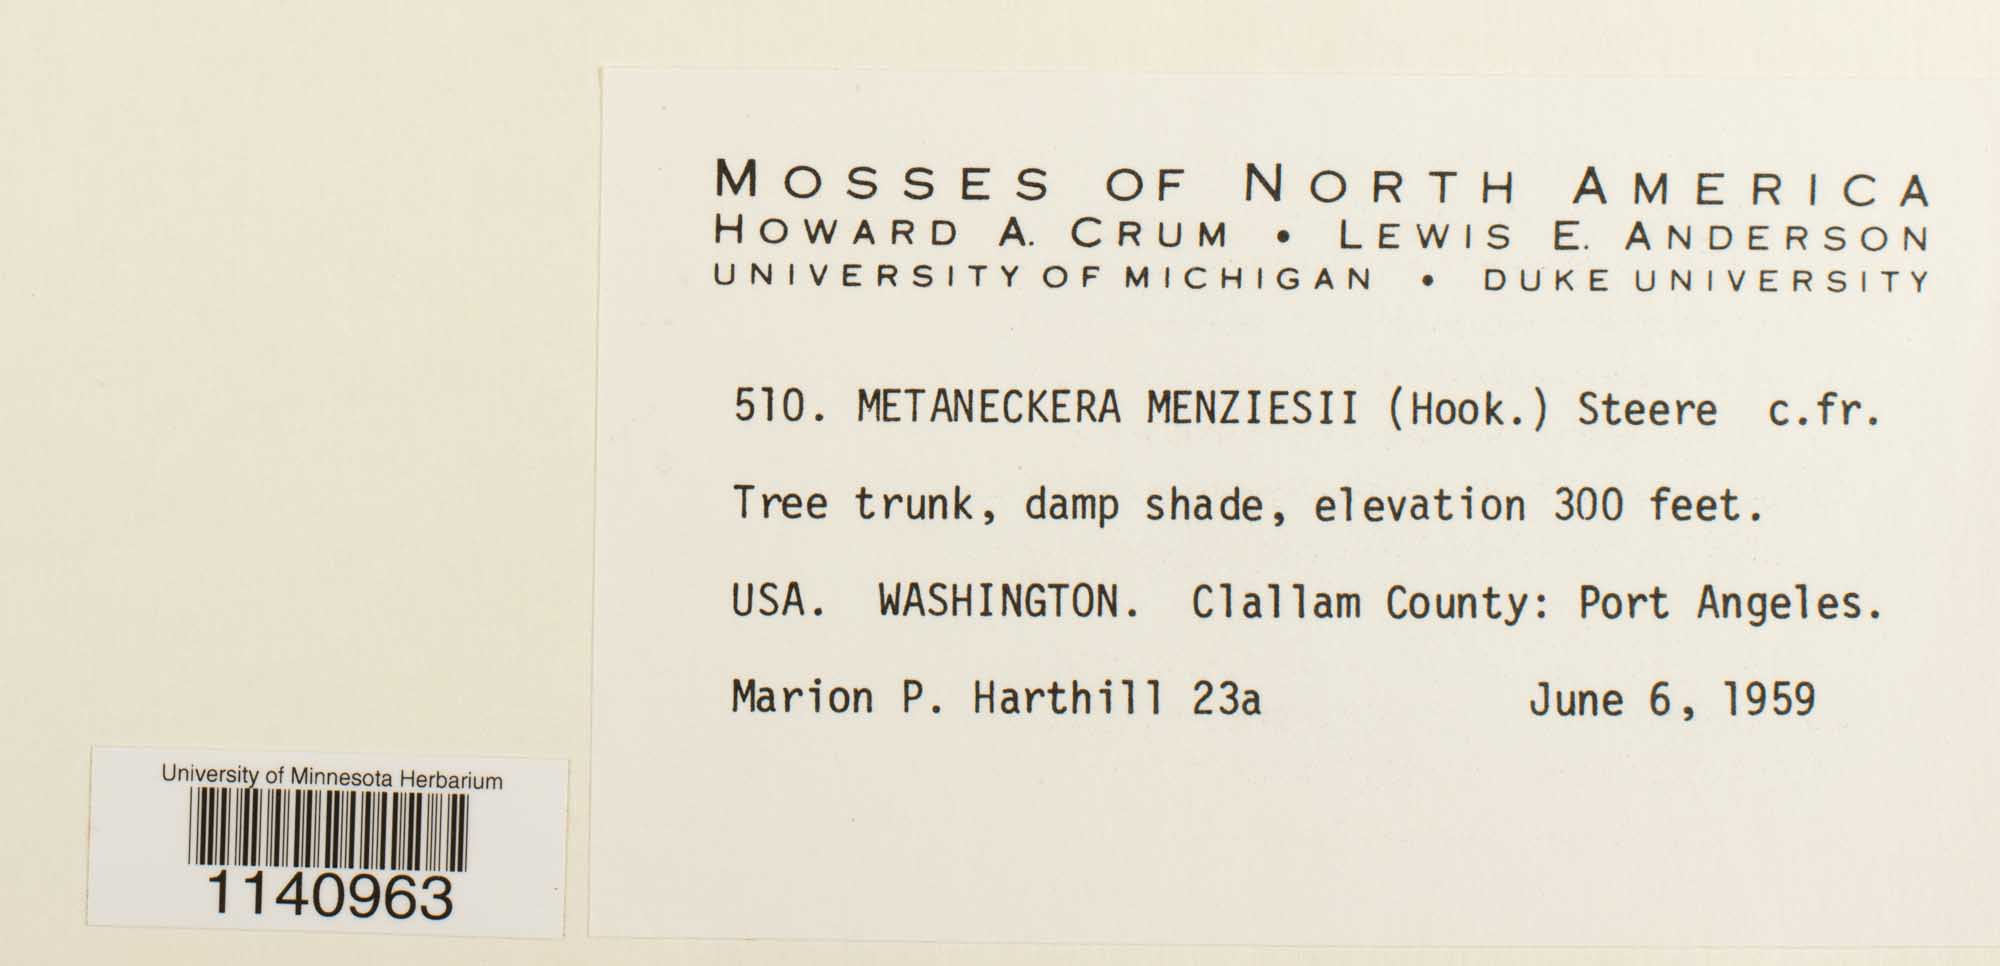 MOSSES OF NORTH AMERICA
HOWARD A. CRUM • LEWIS E. ANDERSON
UNIVERSITY OF MICHIGAN • DUKE UNIVERSITY
510. METANECKERA MENZIESII (Hook.) Steere c.fr.
Tree trunk, damp shade, elevation 300 feet.
USA. WASHINGTON. Clallam County: Port Angeles.
Marion P. Harthill 23a June 6, 1959
University of Minnesota Herbarium
1140963